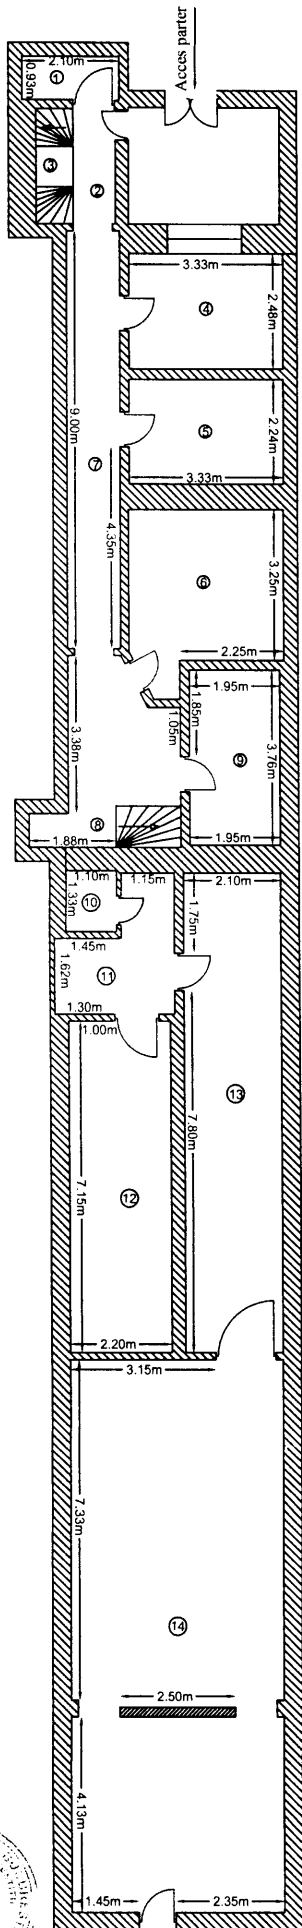 Acces parter
2.10m
①
0.93m
③
②
3.33m
2.48m
④
2.24m
⑤
3.33m
9.00m
⑦
4.35m
3.25m
⑥
2.25m
1.95m
1.85m
3.76m
⑨
1.05m
3.38m
1.95m
⑧
1.88m
1.10m
1.15m
2.10m
1.33m
⑩
1.75m
1.45m
⑪
1.62m
1.30m
1.00m
⑬
7.80m
⑫
7.15m
2.20m
3.15m
7.33m
⑭
2.50m
4.13m
1.45m
2.35m